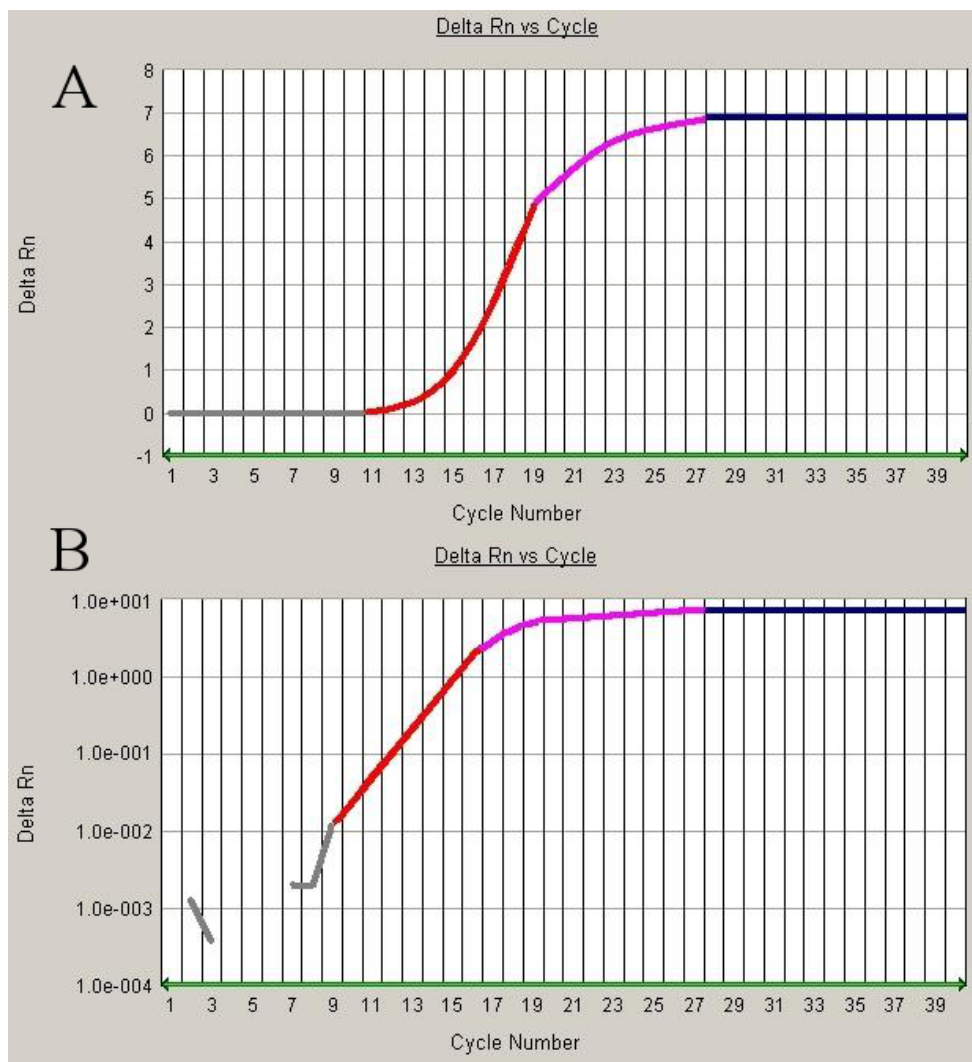 Delta Rn vs Cycle
A
8
7
6
5
4
3
2
1
0
-1
Delta Rn
1 3 5 7 9 11 13 15 17 19 21 23 25 27 29 31 33 35 37 39
Cycle Number
B
Delta Rn vs Cycle
1.0e+001
1.0e+000
1.0e-001
1.0e-002
1.0e-003
1.0e-004
Delta Rn
1 3 5 7 9 11 13 15 17 19 21 23 25 27 29 31 33 35 37 39
Cycle Number